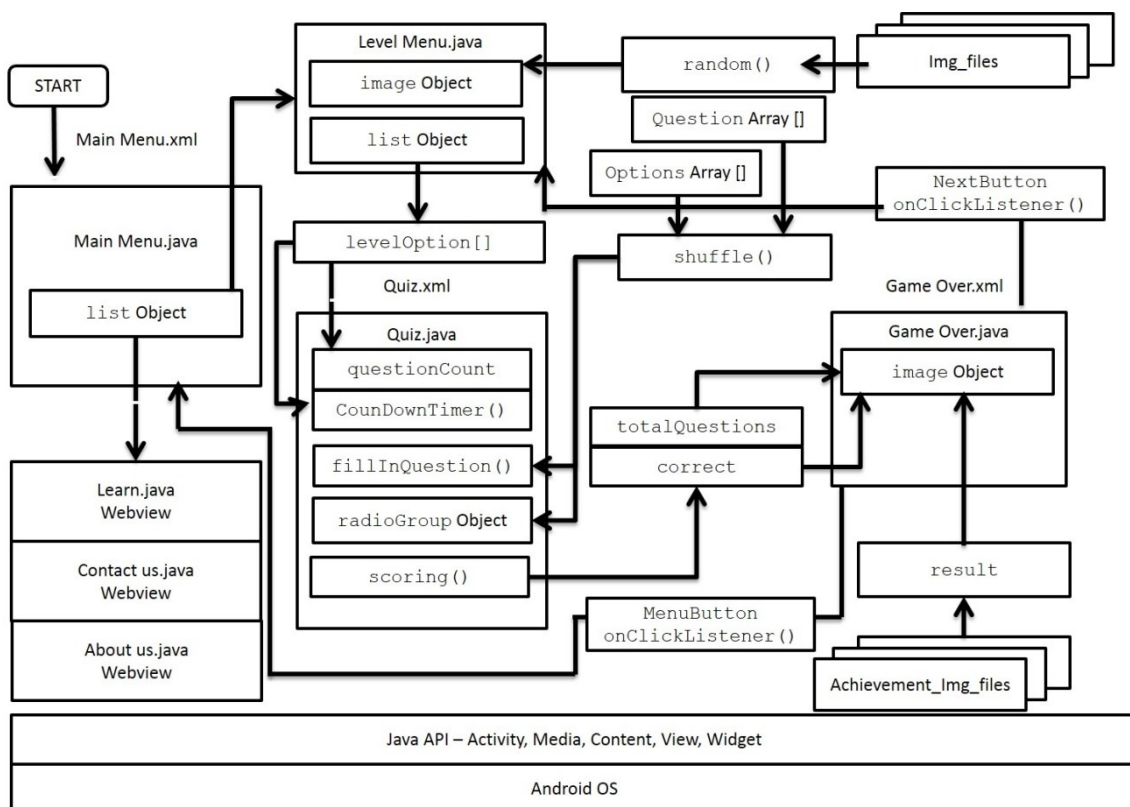 START
Main Menu.xml
Main Menu.java
list Object
Learn.java
Webview
Contact us.java
Webview
About us.java
Webview
Level Menu.java
image Object
list Object
levelOption[]
Quiz.xml
Quiz.java
questionCount
CounDownTimer()
fillInQuestion()
radioGroup Object
scoring()
random()
Img_files
Question Array []
Options Array []
shuffle()
NextButton
onClickListener()
Game Over.xml
Game Over.java
image Object
totalQuestions
correct
MenuButton
onClickListener()
result
Achievement_Img_files
Java API – Activity, Media, Content, View, Widget
Android OS